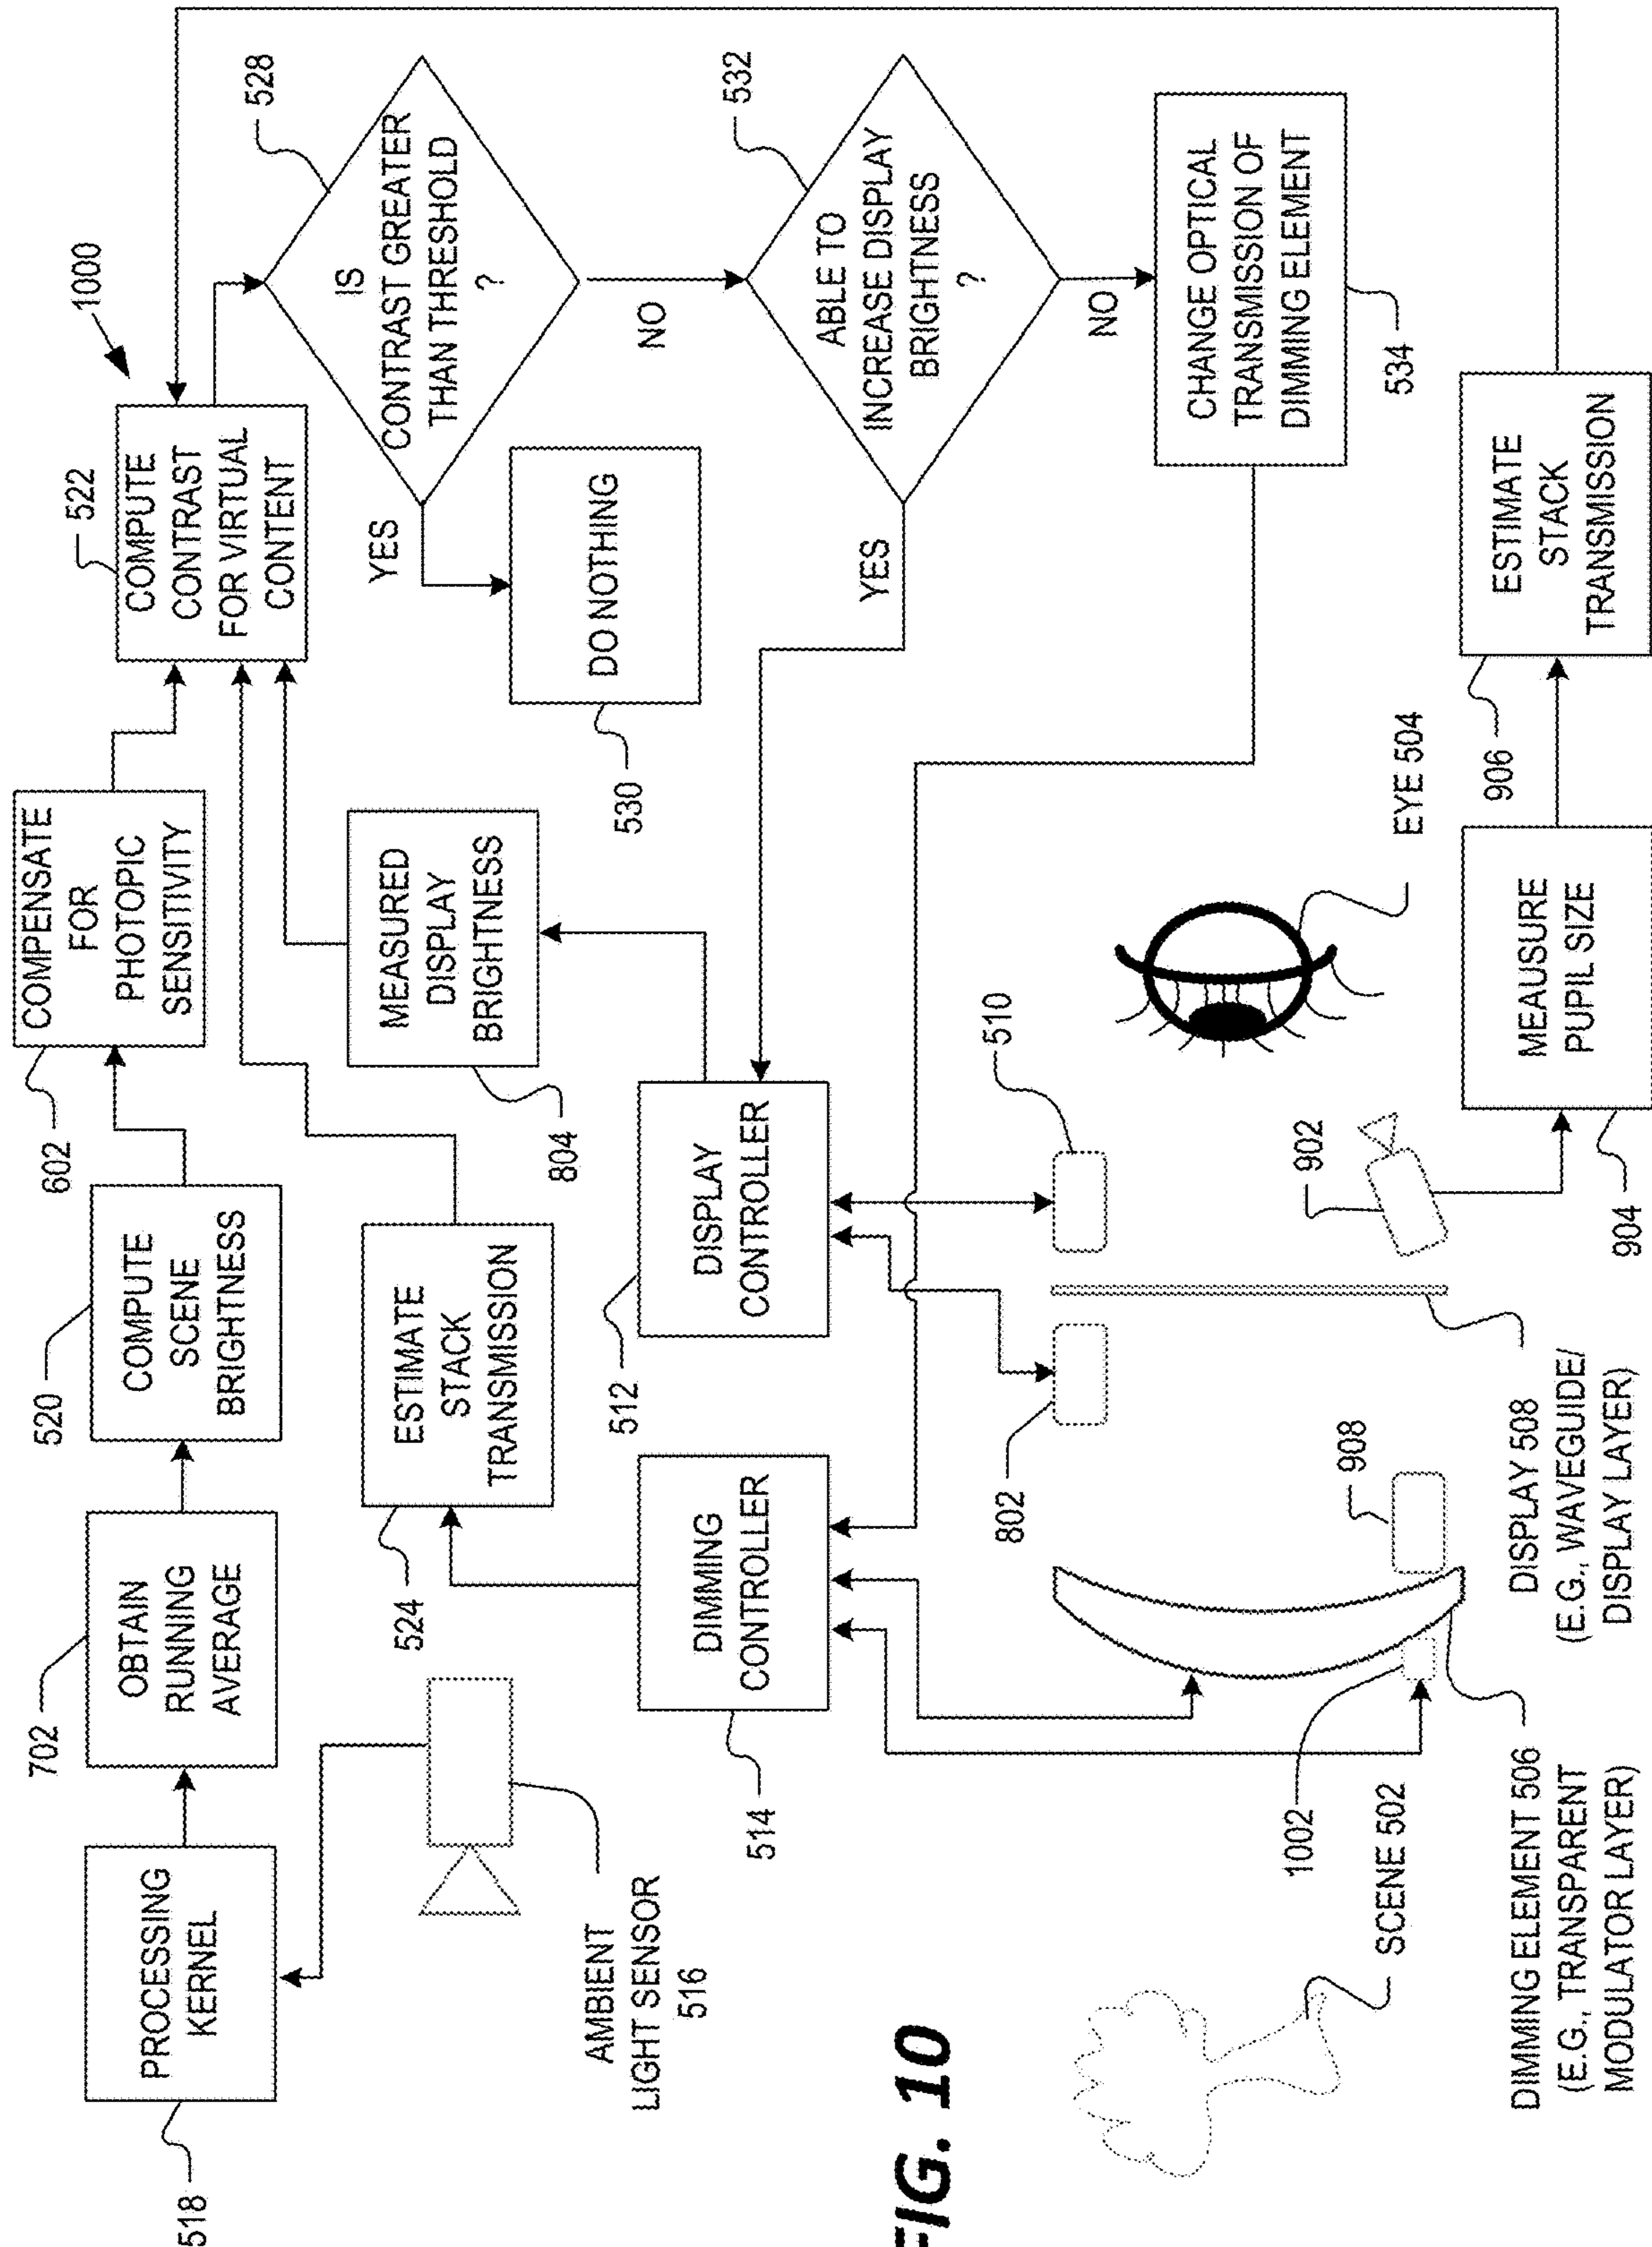 518
PROCESSING
KERNEL
702
OBTAIN
RUNNING
AVERAGE
520
COMPUTE
SCENE
BRIGHTNESS
602
COMPENSATE
FOR
PHOTOPIC
SENSITIVITY
522
COMPUTE
CONTRAST
FOR VIRTUAL
CONTENT
1000
AMBIENT
LIGHT SENSOR
516
524
ESTIMATE
STACK
TRANSMISSION
MEASURED
DISPLAY
BRIGHTNESS
804
YES
IS
CONTRAST GREATER
THAN THRESHOLD
?
528
DO NOTHING
530
NO
514
DIMMING
CONTROLLER
512
DISPLAY
CONTROLLER
YES
ABLE TO
INCREASE DISPLAY
BRIGHTNESS
?
532
NO
FIG. 10
802
510
CHANGE OPTICAL
TRANSMISSION OF
DIMMING ELEMENT
534
SCENE 502
1002
908
902
EYE 504
DIMMING ELEMENT 506
(E.G., TRANSPARENT
MODULATOR LAYER)
DISPLAY 508
(E.G., WAVEGUIDE/
DISPLAY LAYER)
904
MEAUSURE
PUPIL SIZE
906
ESTIMATE
STACK
TRANSMISSION